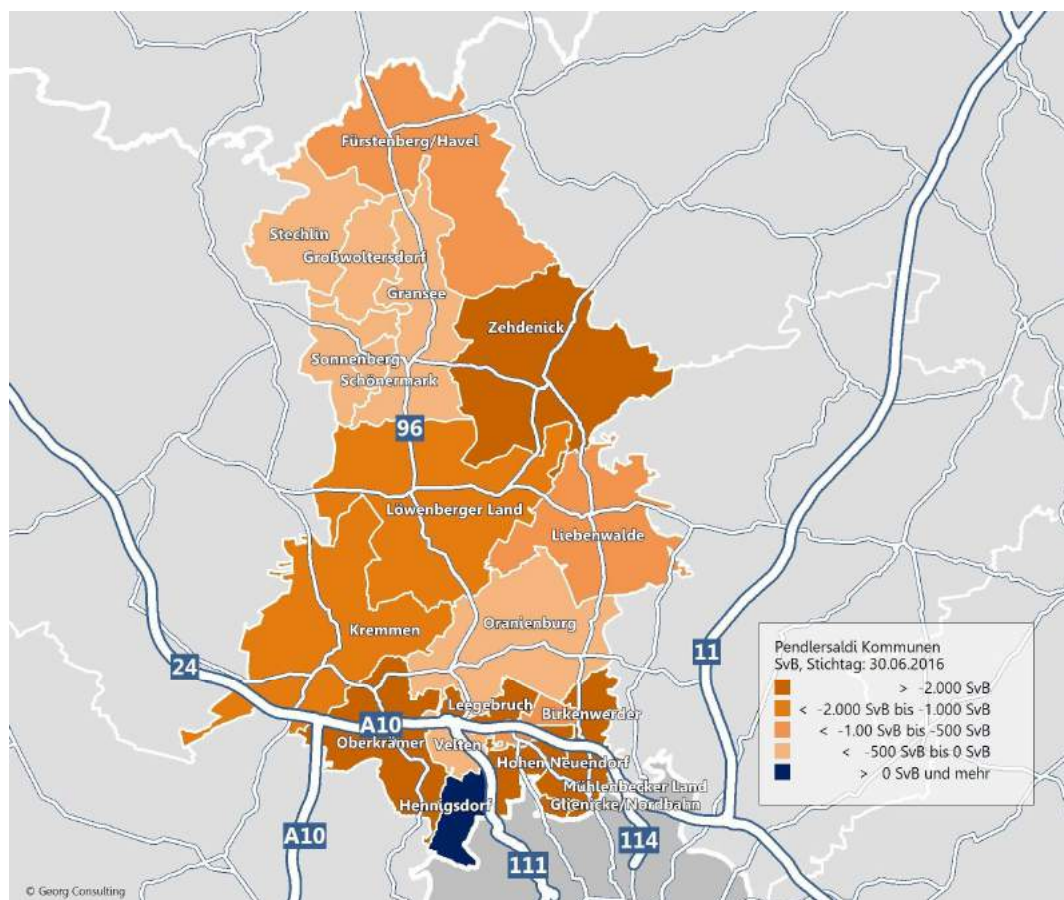 Fürstenberg/Havel
Stechlin
Großwoltersdorf
Gransee
Zehdenick
Sonnenberg
Schönermark
96
Löwenberger Land
Liebenwalde
Oranienburg
Kremmen
11
24
Leegebruch
Birkenwerder
A10
Oberkrämer
Velten
Hohen Neuendorf
Mühlenbecker Land
Hennigsdorf
Glienicke/Nordbahn
A10
114
111
Pendlersaldi Kommunen
SvB, Stichtag: 30.06.2016
> -2.000 SvB
< -2.000 SvB bis -1.000 SvB
< -1.00 SvB bis -500 SvB
< -500 SvB bis 0 SvB
> 0 SvB und mehr
© Georg Consulting